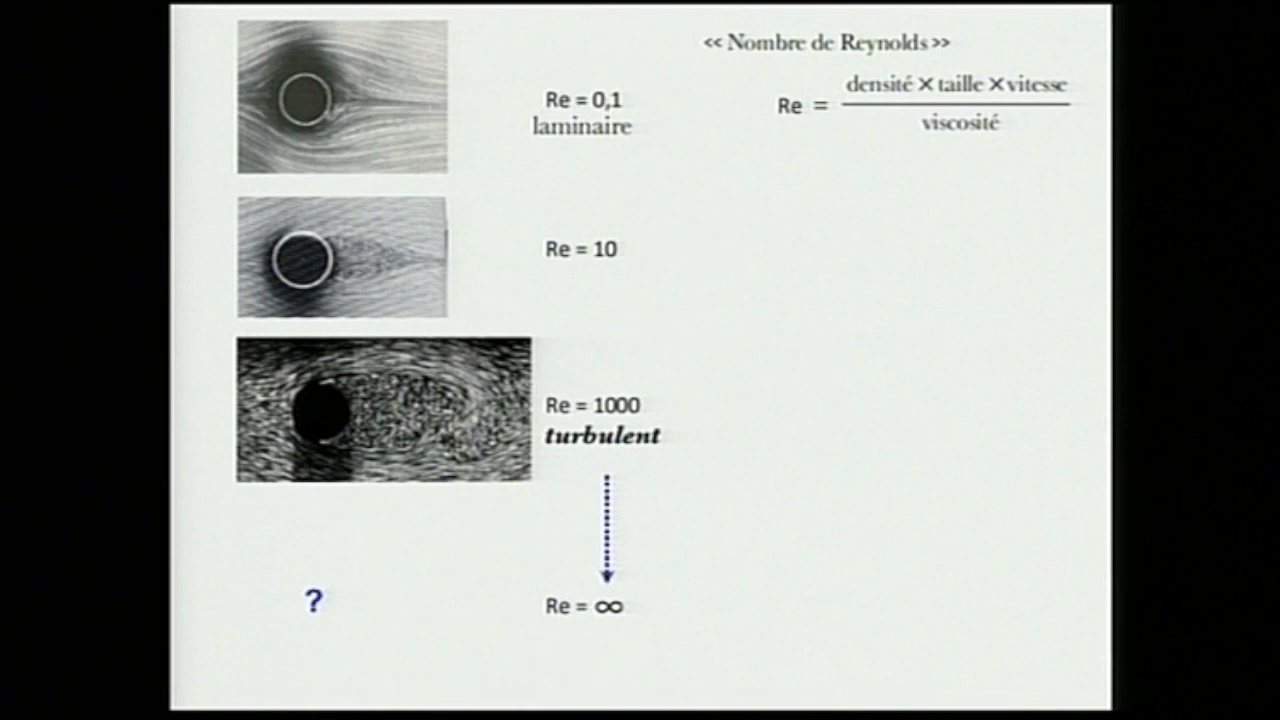 << Nombre de Reynolds >>
Re = densité × taille × vitesse
viscosité
Re = 0,1
laminaire
Re = 10
Re = 1000
turbulent
?
Re = ∞